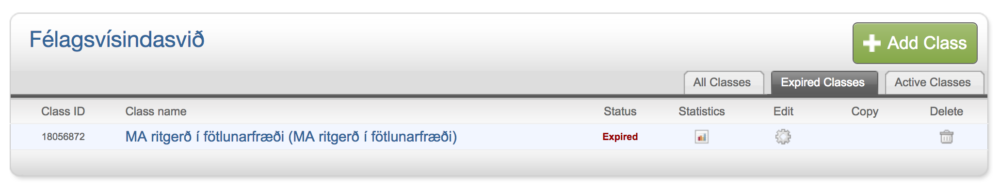 Félagsvísindasvið
Add Class
All Classes Expired Classes Active Classes
Class ID Class name Status Statistics Edit Copy Delete
18056872 MA ritgerð í fötlunarfræði (MA ritgerð í fötlunarfræði) Expired